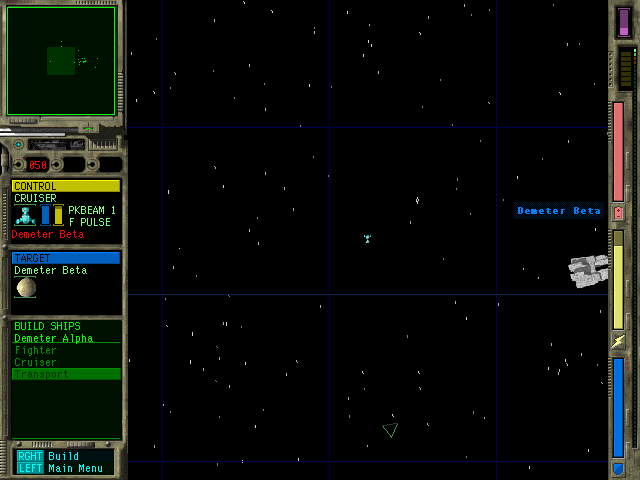 050
CONTROL
CRUISER
PKBEAM 1
F PULSE
Demeter Beta
TARGET
Demeter Beta
BUILD SHIPS
Demeter Alpha
Fighter
Cruiser
Transport
RGHT Build
LEFT Main Menu
Demeter Beta